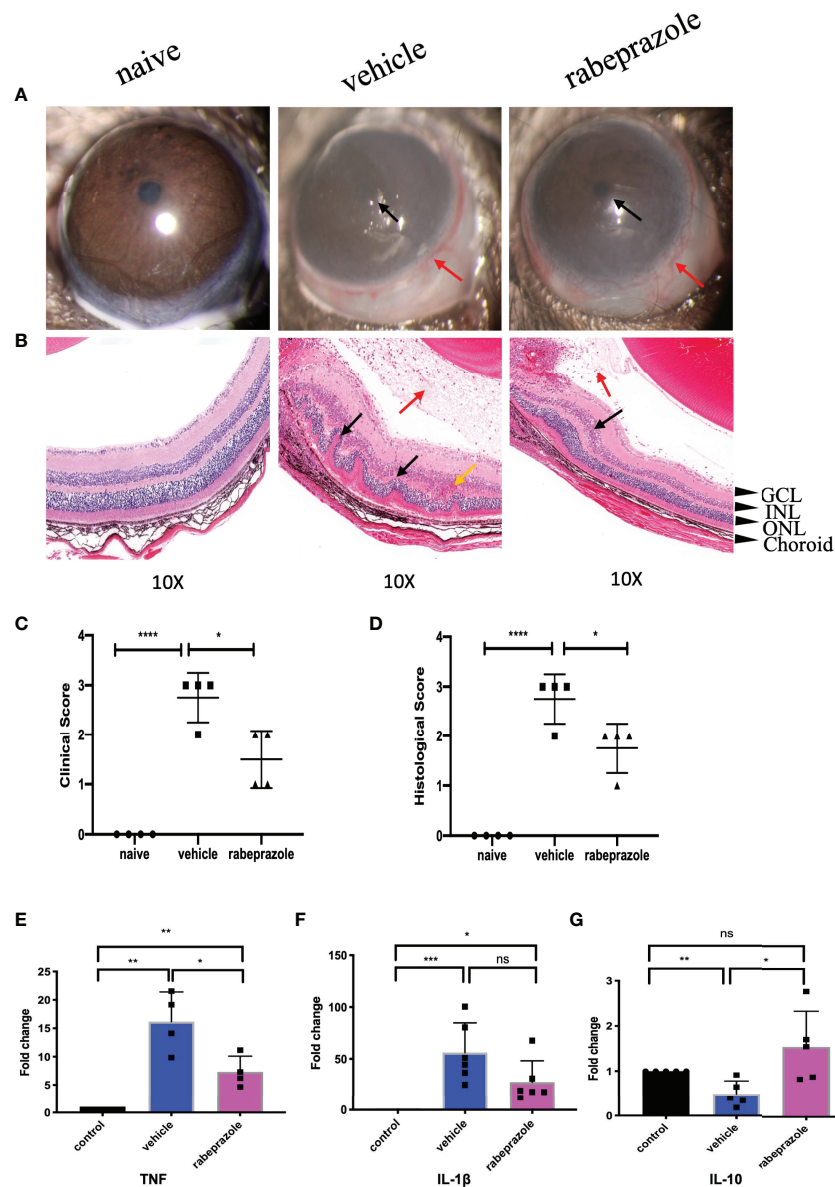 naive vehicle rabeprazole
A
B
GCL
INL
ONL
Choroid
10X 10X 10X
C
Clinical Score
4
3
2
1
0
**** *
naive vehicle rabeprazole
D
Histological Score
4
3
2
1
0
**** *
naive vehicle rabeprazole
E
Fold change
25
20
15
10
5
0
**
** *
control vehicle rabeprazole
TNF
F
Fold change
150
100
50
0
*
*** ns
control vehicle rabeprazole
IL-1β
G
Fold change
3
2
1
0
ns
** *
control vehicle rabeprazole
IL-10